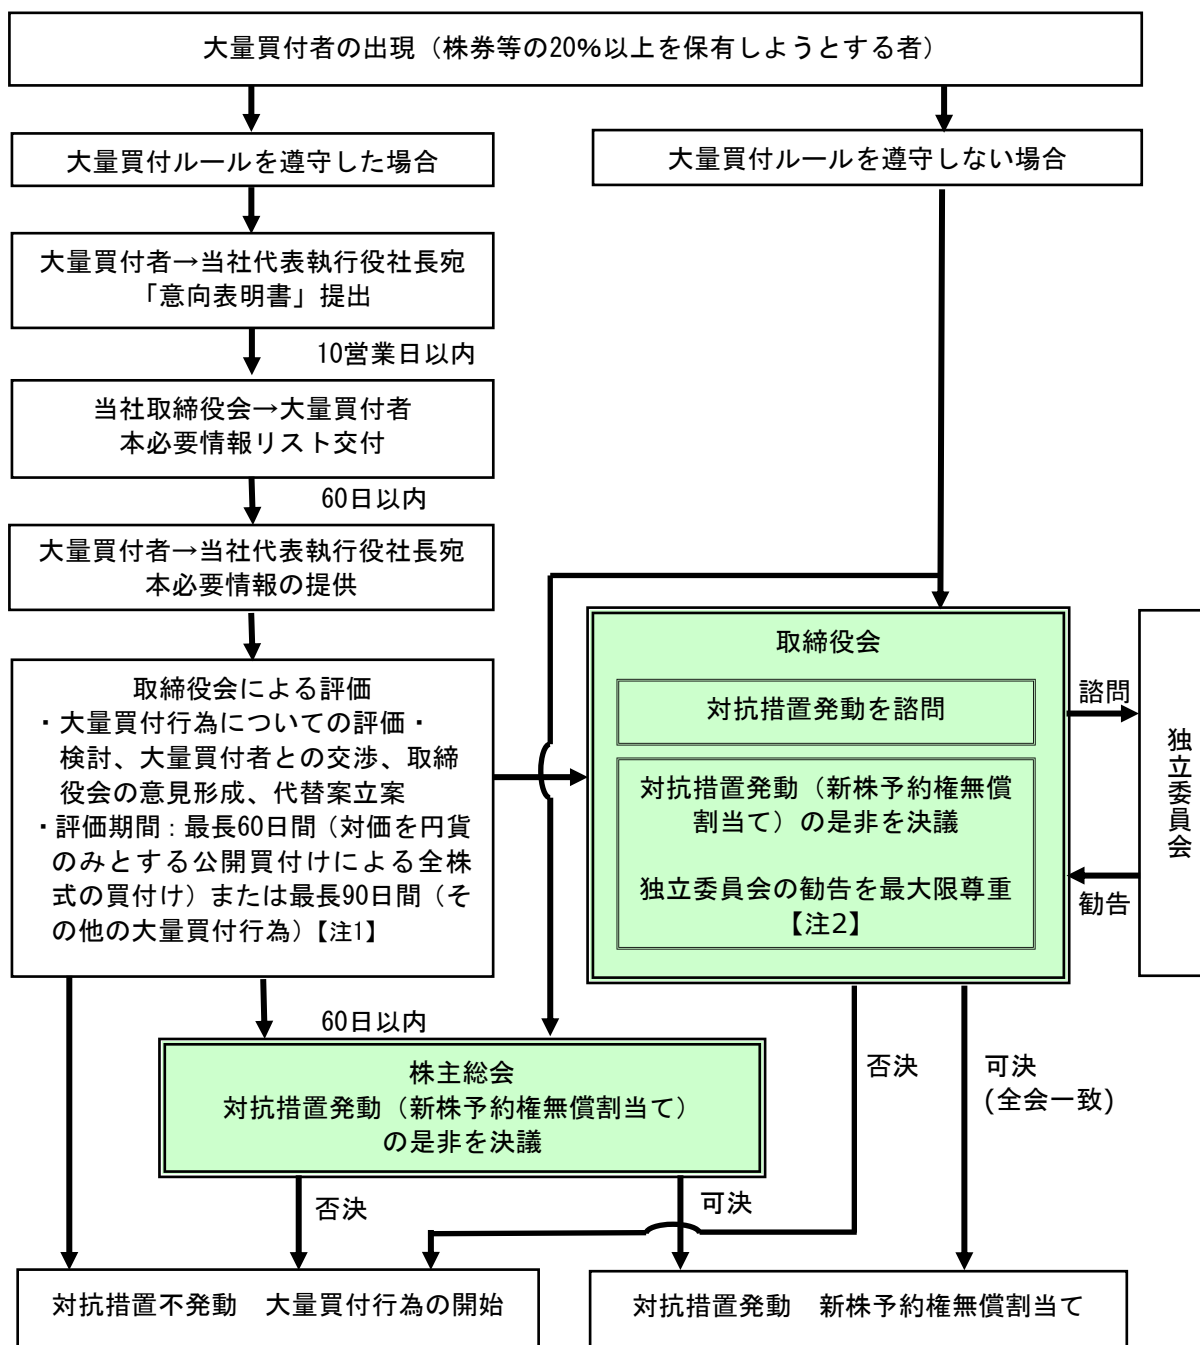 大量買付者の出現（株券等の20%以上を保有しようとする者）
大量買付ルールを遵守した場合
大量買付ルールを遵守しない場合
大量買付者→当社代表執行役社長宛
「意向表明書」提出
10営業日以内
当社取締役会→大量買付者
本必要情報リスト交付
60日以内
大量買付者→当社代表執行役社長宛
本必要情報の提供
取締役会による評価
・大量買付行為についての評価・
検討、大量買付者との交渉、取締
役会の意見形成、代替案立案
・評価期間：最長60日間（対価を円貨
のみとする公開買付けによる全株
式の買付け）または最長90日間（そ
の他の大量買付行為）【注1】
取締役会
対抗措置発動を諮問
対抗措置発動（新株予約権無償
割当て）の是非を決議
独立委員会の勧告を最大限尊重
【注2】
諮問
勧告
独立委員会
60日以内
株主総会
対抗措置発動（新株予約権無償割当て）
の是非を決議
否決
可決
(全会一致)
否決
可決
対抗措置不発動　大量買付行為の開始
対抗措置発動　新株予約権無償割当て